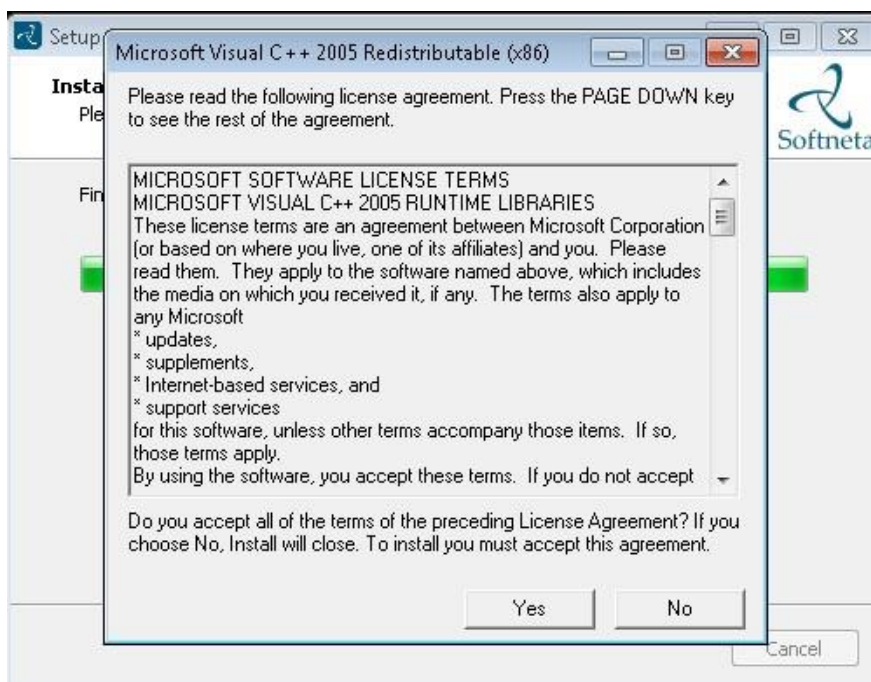 Setup
Microsoft Visual C++ 2005 Redistributable (x86)
Softneta
Please read the following license agreement. Press the PAGE DOWN key
to see the rest of the agreement.
MICROSOFT SOFTWARE LICENSE TERMS
MICROSOFT VISUAL C++ 2005 RUNTIME LIBRARIES
These license terms are an agreement between Microsoft Corporation
(or based on where you live, one of its affiliates) and you.  Please
read them.  They apply to the software named above, which includes
the media on which you received it, if any.  The terms also apply to
any Microsoft
* updates,
* supplements,
* Internet-based services, and
* support services
for this software, unless other terms accompany those items.  If so,
those terms apply.
By using the software, you accept these terms.  If you do not accept
Do you accept all of the terms of the preceding License Agreement? If you
choose No, Install will close. To install you must accept this agreement.
Yes
No
Cancel